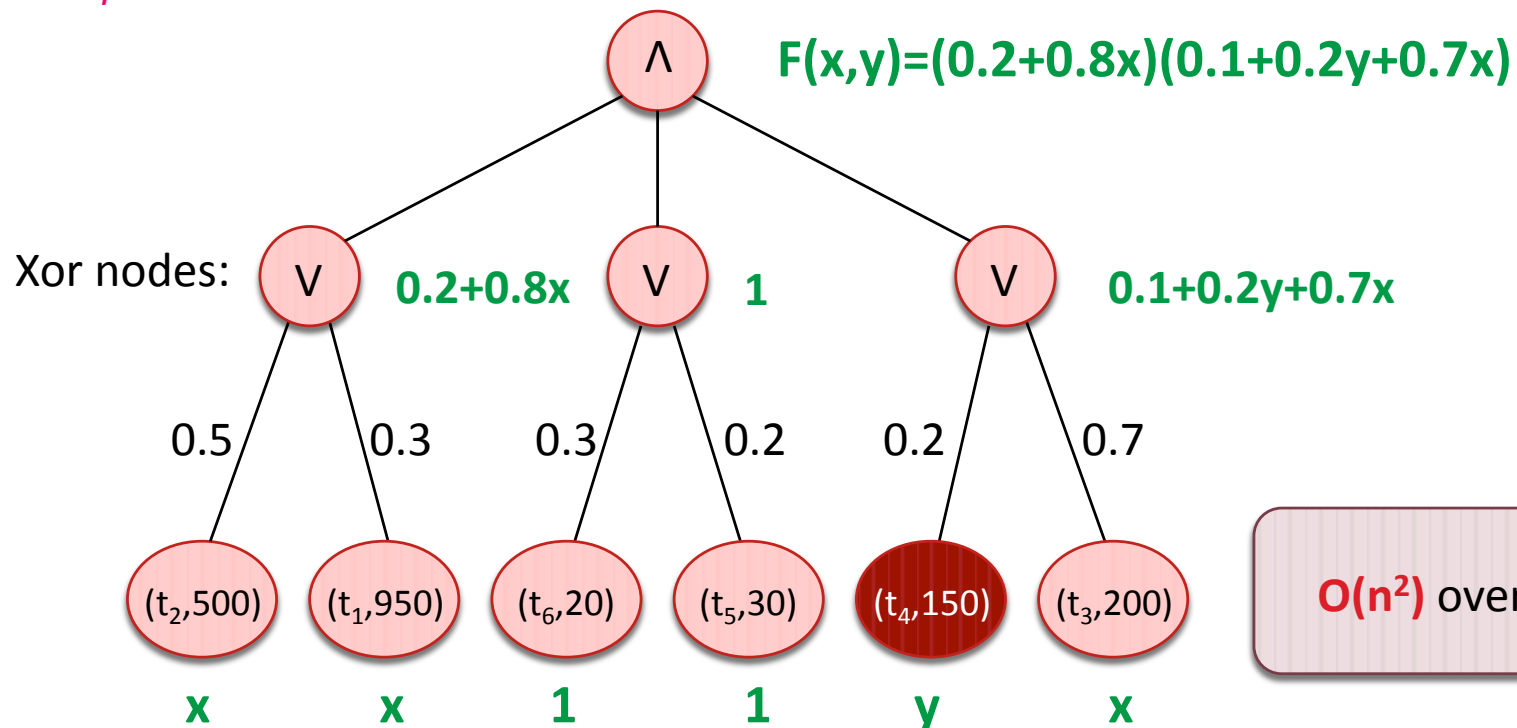 Λ
F(x,y)=(0.2+0.8x)(0.1+0.2y+0.7x)
Xor nodes:
V
0.2+0.8x
V
1
V
0.1+0.2y+0.7x
0.5
0.3
0.3
0.2
0.2
0.7
(t₂,500)
(t₁,950)
(t₆,20)
(t₅,30)
(t₄,150)
(t₃,200)
O(n²) over
x
x
1
1
y
x